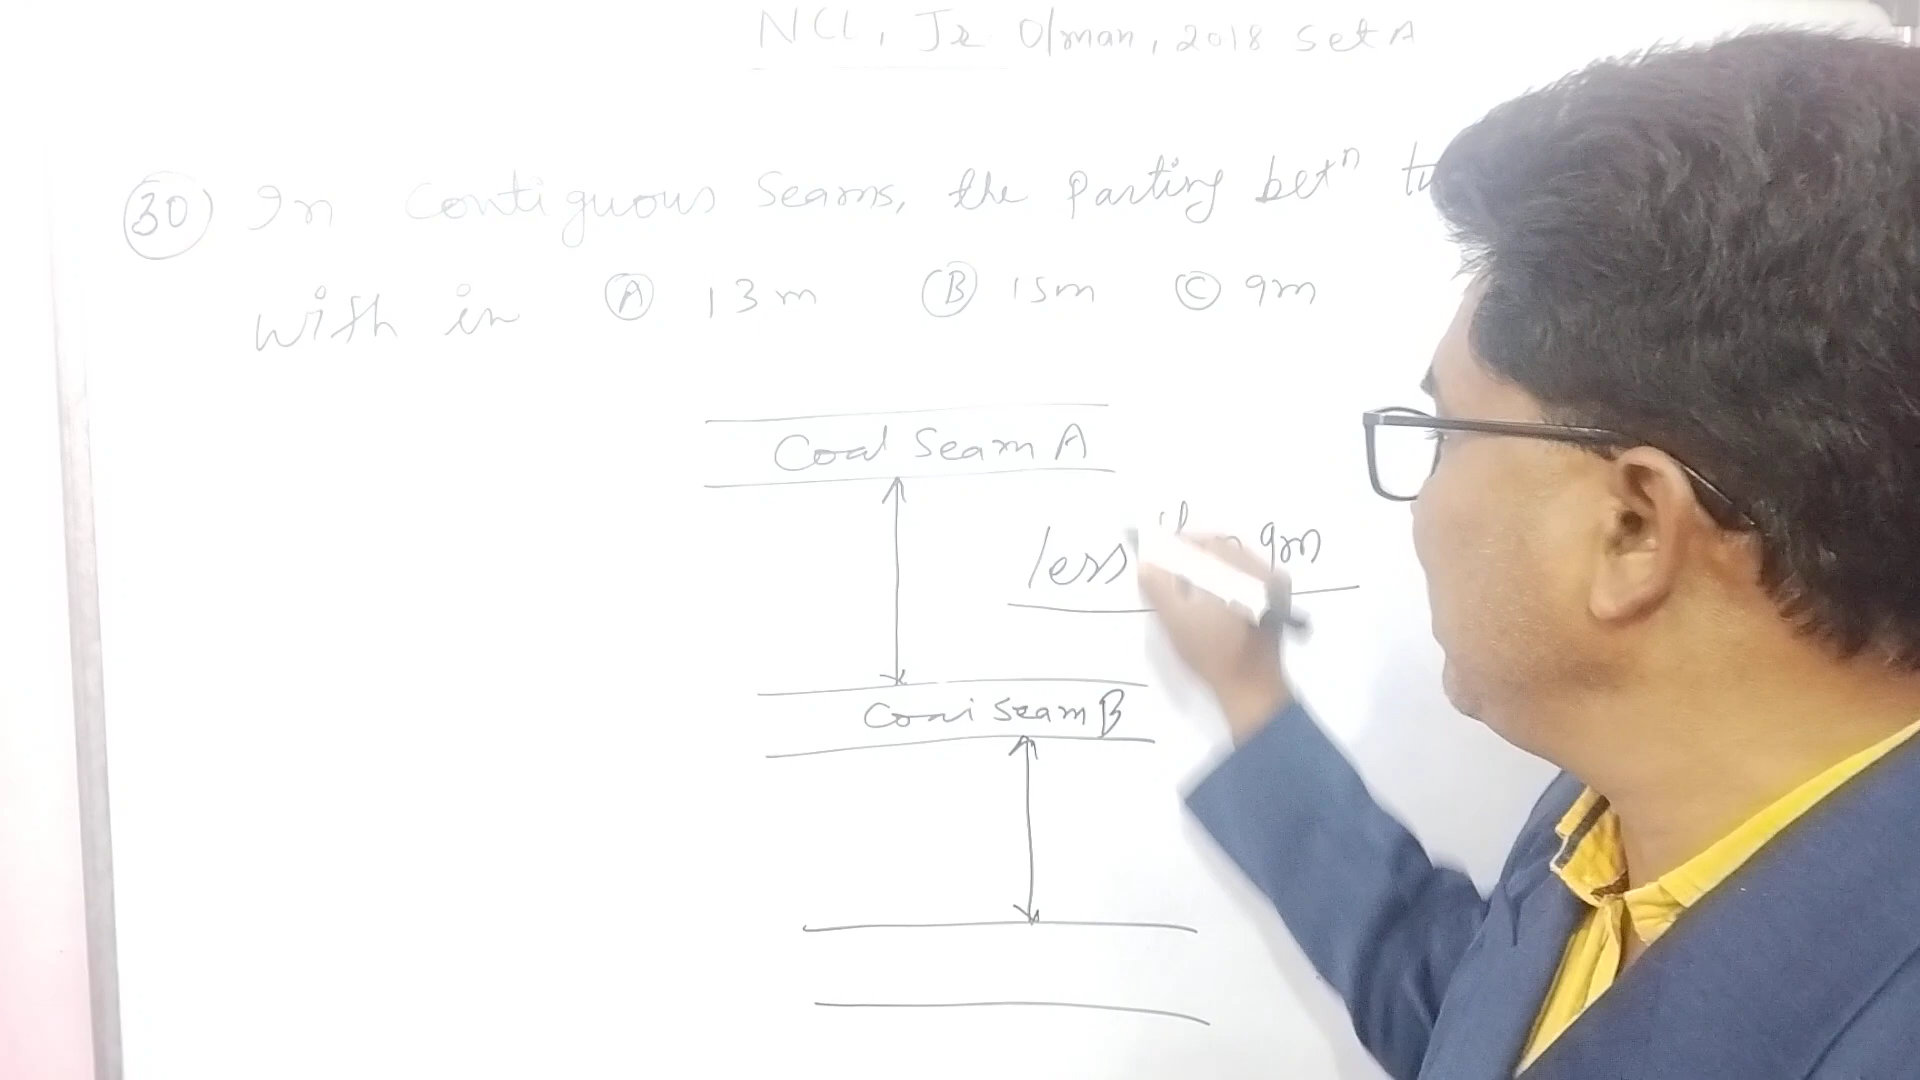 NCL, Jr O/man, 2018 Set A
30 In contiguous Seams, the parting betn
with in A 13m B 15m C 9m
Coal Seam A
less 9m
Coal Seam B